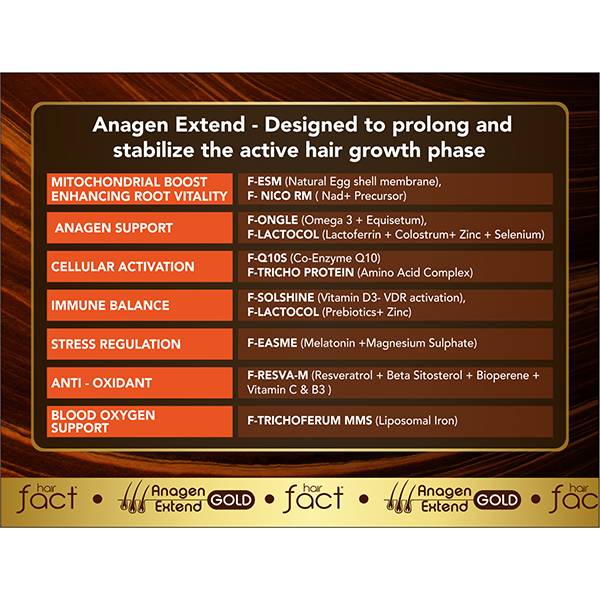 Anagen Extend - Designed to prolong and
stabilize the active hair growth phase
MITOCHONDRIAL BOOST
ENHANCING ROOT VITALITY
F-ESM (Natural Egg shell membrane),
F- NICO RM ( Nad+ Precursor)
ANAGEN SUPPORT
F-ONGLE (Omega 3 + Equisetum),
F-LACTOCOL (Lactoferrin + Colostrum+ Zinc + Selenium)
CELLULAR ACTIVATION
F-Q10S (Co-Enzyme Q10)
F-TRICHO PROTEIN (Amino Acid Complex)
IMMUNE BALANCE
F-SOLSHINE (Vitamin D3- VDR activation),
F-LACTOCOL (Prebiotics+ Zinc)
STRESS REGULATION
F-EASME (Melatonin +Magnesium Sulphate)
ANTI - OXIDANT
F-RESVA-M (Resveratrol + Beta Sitosterol + Bioperene +
Vitamin C & B3 )
BLOOD OXYGEN
SUPPORT
F-TRICHOFERUM MMS (Liposomal Iron)
hair
fact
Anagen
Extend GOLD
hair
fact
Anagen
Extend GOLD
hair
fac